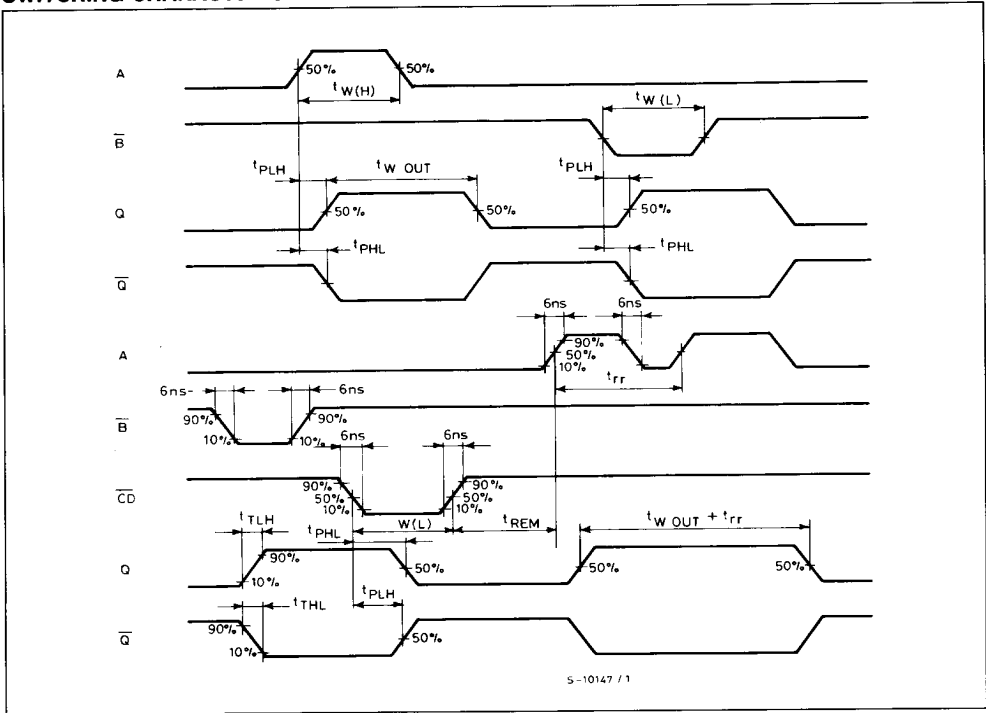 A
50%
50%
tW(H)
B
tW(L)
tPLH
tW OUT
tPLH
Q
50%
50%
50%
tPHL
tPHL
Q
6ns
6ns
A
90%
50%
10%
trr
6ns-
6ns
B
90%
90%
10%
10%
6ns
6ns
CD
90%
50%
10%
90%
50%
10%
tTLH
tPHL
W(L)
tREM
tW OUT + trr
Q
90%
10%
50%
50%
50%
tTHL
tPLH
Q
90%
10%
50%
S-10147/1